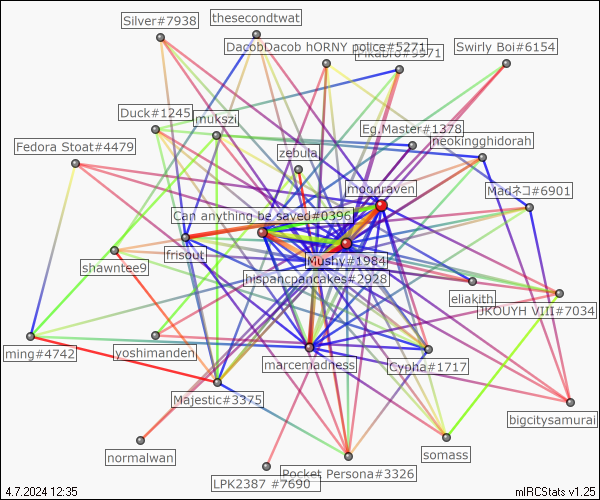 Silver#7938
thesecondtwat
DacobDacob hORNY police#5271
Swirly Boi#6154
Duck#1245
mukszi
Eg.Master#1378
neokingghidorah
Fedora Stoat#4479
zebula
moonraven
Madネコ#6901
Can anything be saved#0396
frisout
Mushy#1984
shawntee9
hispancpancakes#2928
eliakith
JKOUYH VIII#7034
ming#4742
yoshimanden
marcemadness
Cypha#1717
Majestic#3375
bigcitysamurai
normalwan
somass
Pocket Persona#3326
LPK2387 #7690
4.7.2024 12:35
mIRCStats v1.25